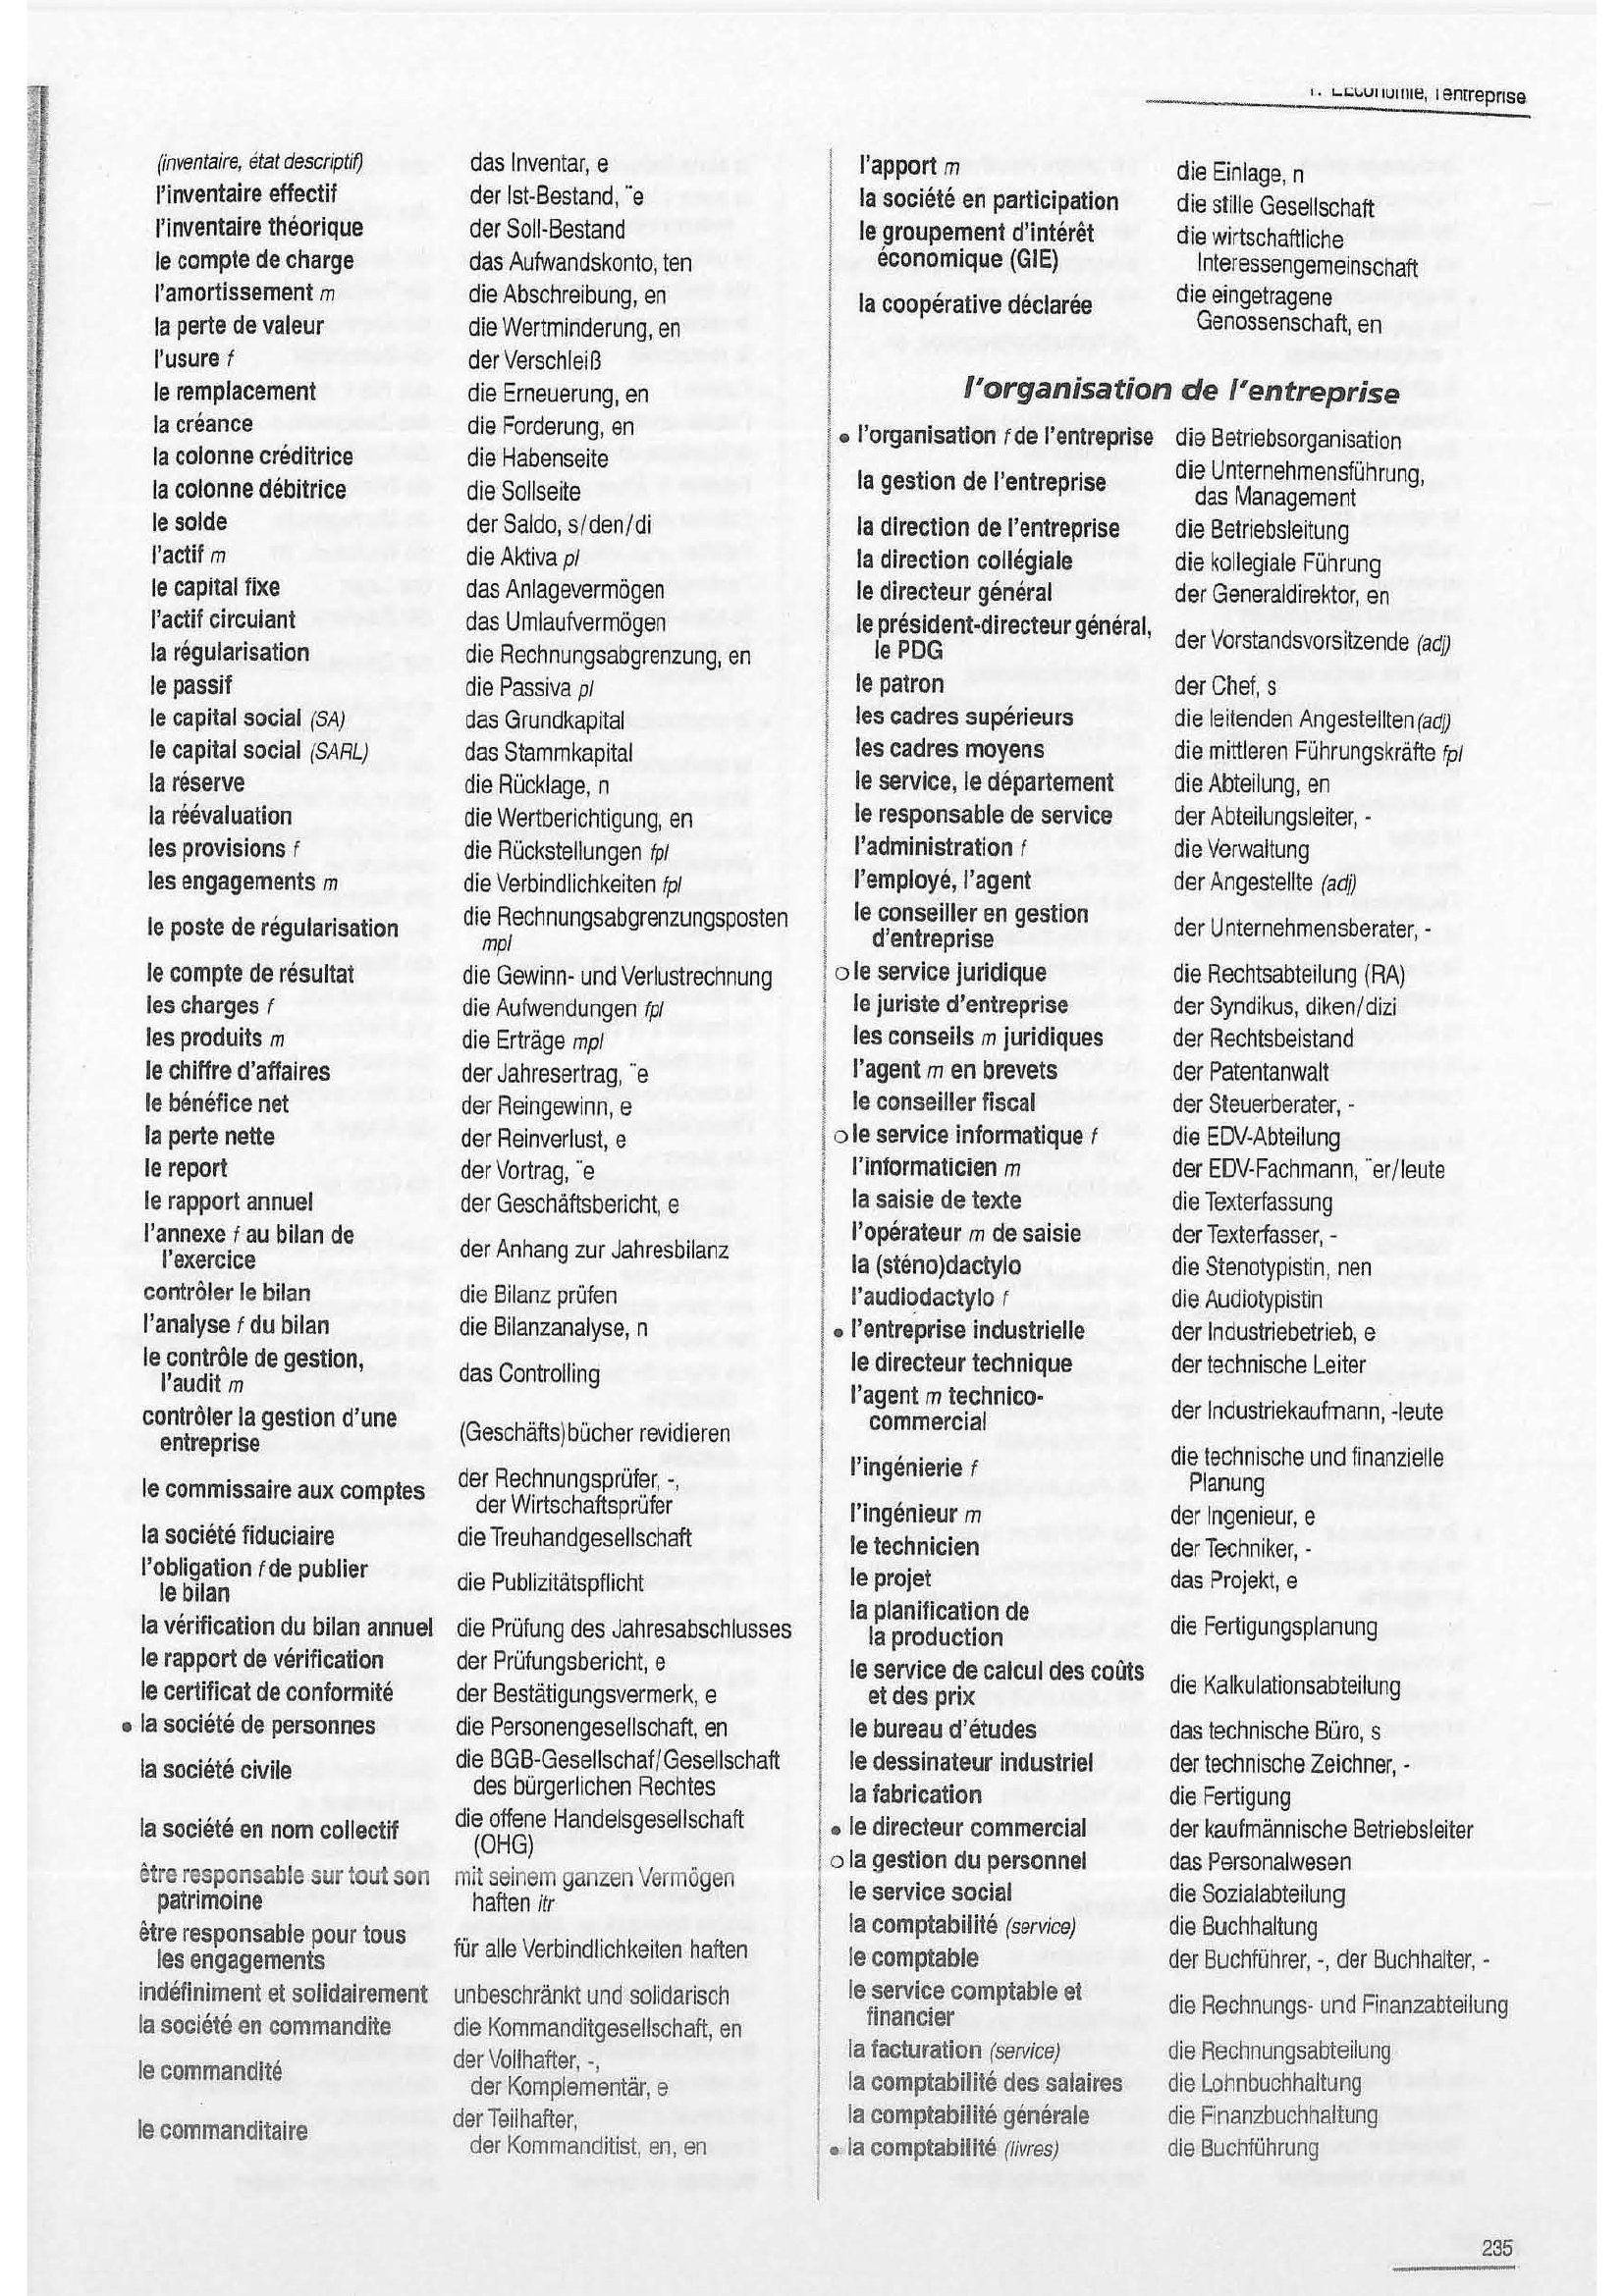 l'entreprise
(inventaire, état descriptif) das Inventar, e
l'inventaire effectif der Ist-Bestand, ¨e
l'inventaire théorique der Soll-Bestand
le compte de charge das Aufwandskonto, ten
l'amortissement m die Abschreibung, en
la perte de valeur die Wertminderung, en
l'usure f der Verschleiß
le remplacement die Erneuerung, en
la créance die Forderung, en
la colonne créditrice die Habenseite
la colonne débitrice die Sollseite
le solde der Saldo, s/den/di
l'actif m die Aktiva pl
le capital fixe das Anlagevermögen
l'actif circulant das Umlaufvermögen
la régularisation die Rechnungsabgrenzung, en
le passif die Passiva pl
le capital social (SA) das Grundkapital
le capital social (SARL) das Stammkapital
la réserve die Rücklage, n
la réévaluation die Wertberichtigung, en
les provisions f die Rückstellungen fpl
les engagements m die Verbindlichkeiten fpl
le poste de régularisation die Rechnungsabgrenzungsposten
mpl
le compte de résultat die Gewinn- und Verlustrechnung
les charges f die Aufwendungen fpl
les produits m die Erträge mpl
le chiffre d'affaires der Jahresertrag, ¨e
le bénéfice net der Reingewinn, e
la perte nette der Reinverlust, e
le report der Vortrag, ¨e
le rapport annuel der Geschäftsbericht, e
l'annexe f au bilan de
l'exercice der Anhang zur Jahresbilanz
contrôler le bilan die Bilanz prüfen
l'analyse f du bilan die Bilanzanalyse, n
le contrôle de gestion,
l'audit m das Controlling
contrôler la gestion d'une
entreprise (Geschäfts)bücher revidieren
le commissaire aux comptes der Rechnungsprüfer, -,
der Wirtschaftsprüfer
la société fiduciaire die Treuhandgesellschaft
l'obligation f de publier
le bilan die Publizitätspflicht
la vérification du bilan annuel die Prüfung des Jahresabschlusses
le rapport de vérification der Prüfungsbericht, e
le certificat de conformité der Bestätigungsvermerk, e
• la société de personnes die Personengesellschaft, en
la société civile die BGB-Gesellschaf/Gesellschaft
des bürgerlichen Rechtes
la société en nom collectif die offene Handelsgesellschaft
(OHG)
être responsable sur tout son mit seinem ganzen Vermögen
patrimoine haften itr
être responsable pour tous
les engagements für alle Verbindlichkeiten haften
indéfiniment et solidairement unbeschränkt und solidarisch
la société en commandite die Kommanditgesellschaft, en
le commandité der Vollhafter, -,
der Komplementär, e
le commanditaire der Teilhafter,
der Kommanditist, en, en
l'apport m die Einlage, n
la société en participation die stille Gesellschaft
le groupement d'intérêt die wirtschaftliche
économique (GIE) Interessengemeinschaft
la coopérative déclarée die eingetragene
Genossenschaft, en
l'organisation de l'entreprise
• l'organisation f de l'entreprise die Betriebsorganisation
la gestion de l'entreprise die Unternehmensführung,
das Management
la direction de l'entreprise die Betriebsleitung
la direction collégiale die kollegiale Führung
le directeur général der Generaldirektor, en
le président-directeur général,
le PDG der Vorstandsvorsitzende (adj)
le patron der Chef, s
les cadres supérieurs die leitenden Angestellten (adj)
les cadres moyens die mittleren Führungskräfte fpl
le service, le département die Abteilung, en
le responsable de service der Abteilungsleiter, -
l'administration f die Verwaltung
l'employé, l'agent der Angestellte (adj)
le conseiller en gestion
d'entreprise der Unternehmensberater, -
o le service juridique die Rechtsabteilung (RA)
le juriste d'entreprise der Syndikus, diken/dizi
les conseils m juridiques der Rechtsbeistand
l'agent m en brevets der Patentanwalt
le conseiller fiscal der Steuerberater, -
o le service informatique f die EDV-Abteilung
l'informaticien m der EDV-Fachmann, ¨er/leute
la saisie de texte die Texterfassung
l'opérateur m de saisie der Texterfasser, -
la (sténo)dactylo die Stenotypistin, nen
l'audiodactylo f die Audiotypistin
• l'entreprise industrielle der Industriebetrieb, e
le directeur technique der technische Leiter
l'agent m technico-
commercial der Industriekaufmann, -leute
l'ingénierie f die technische und finanzielle
Planung
l'ingénieur m der Ingenieur, e
le technicien der Techniker, -
le projet das Projekt, e
la planification de
la production die Fertigungsplanung
le service de calcul des coûts
et des prix die Kalkulationsabteilung
le bureau d'études das technische Büro, s
le dessinateur industriel der technische Zeichner, -
la fabrication die Fertigung
• le directeur commercial der kaufmännische Betriebsleiter
o la gestion du personnel das Personalwesen
le service social die Sozialabteilung
la comptabilité (service) die Buchhaltung
le comptable der Buchführer, -, der Buchhalter, -
le service comptable et
financier die Rechnungs- und Finanzabteilung
la facturation (service) die Rechnungsabteilung
la comptabilité des salaires die Lohnbuchhaltung
la comptabilité générale die Finanzbuchhaltung
• la comptabilité (livres) die Buchführung
235